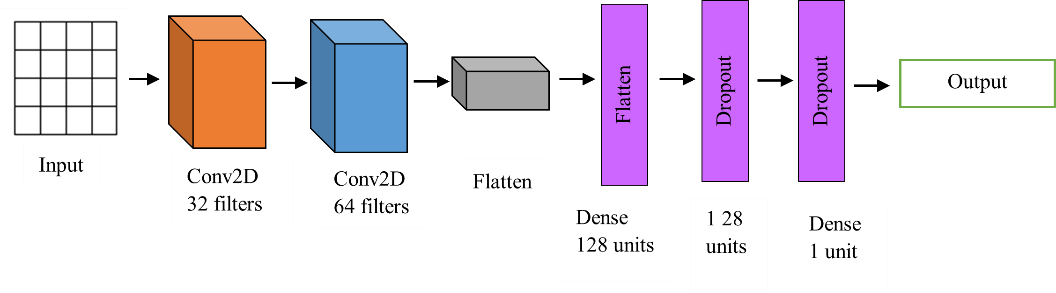 Input
Conv2D
32 filters
Conv2D
64 filters
Flatten
Flatten
Dense
128 units
Dropout
1 28
units
Dropout
Dense
1 unit
Output